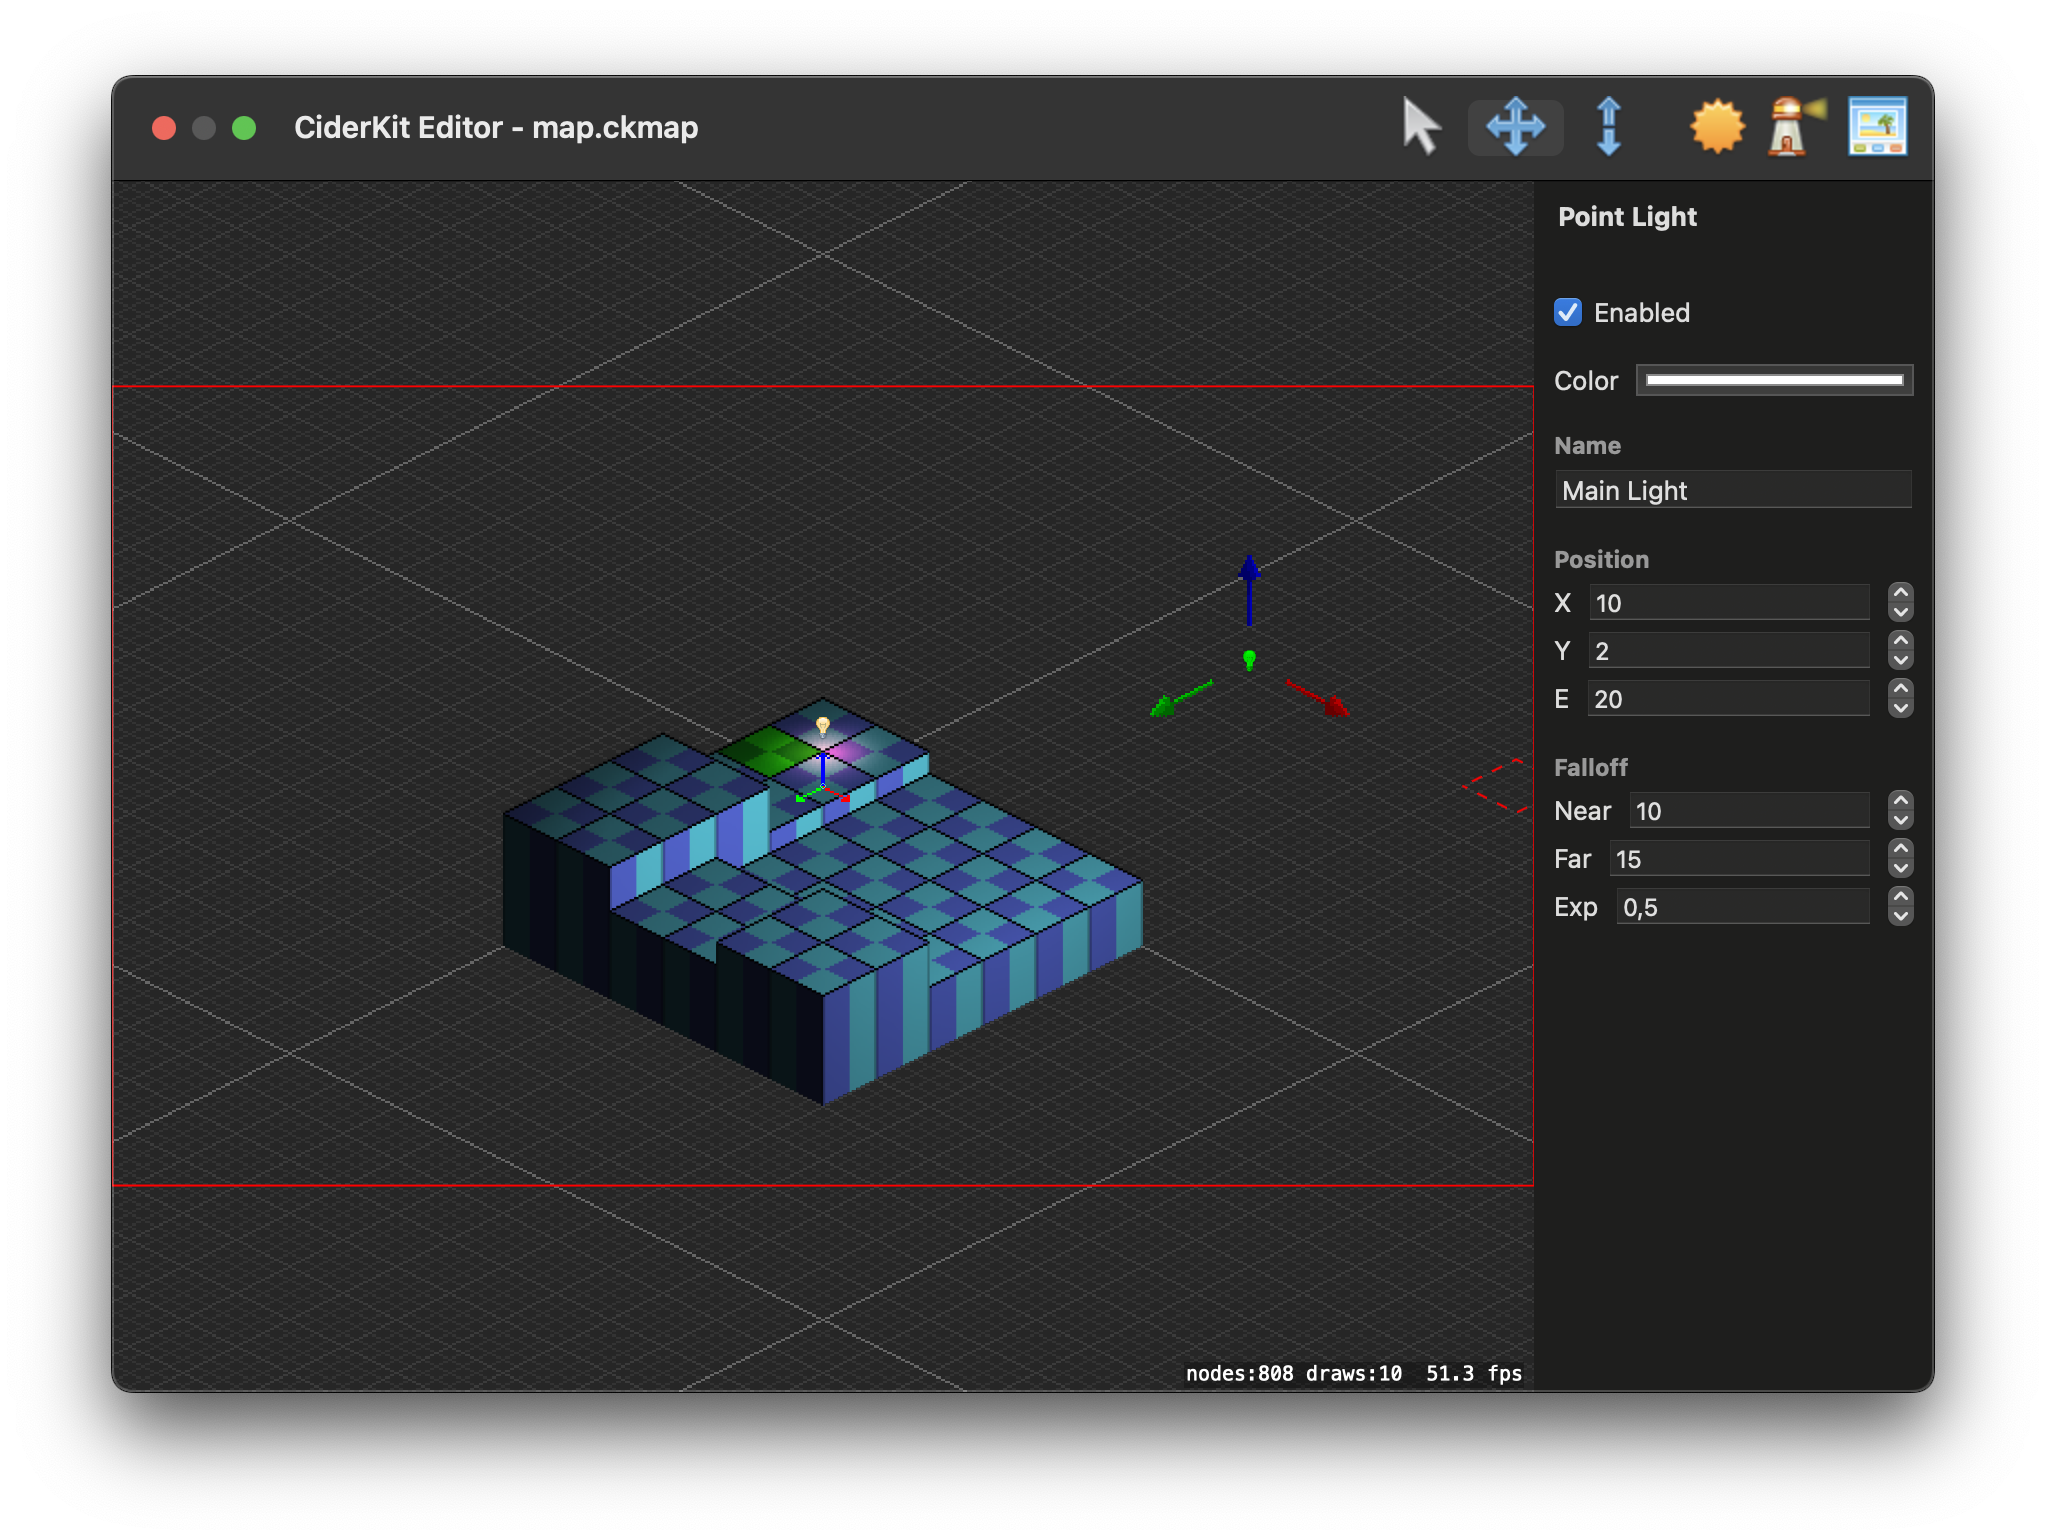 CiderKit Editor - map.ckmap
Point Light
Enabled
Color
Name
Main Light
Position
X 10
Y 2
E 20
Falloff
Near 10
Far 15
Exp 0,5
nodes:808 draws:10 51.3 fps